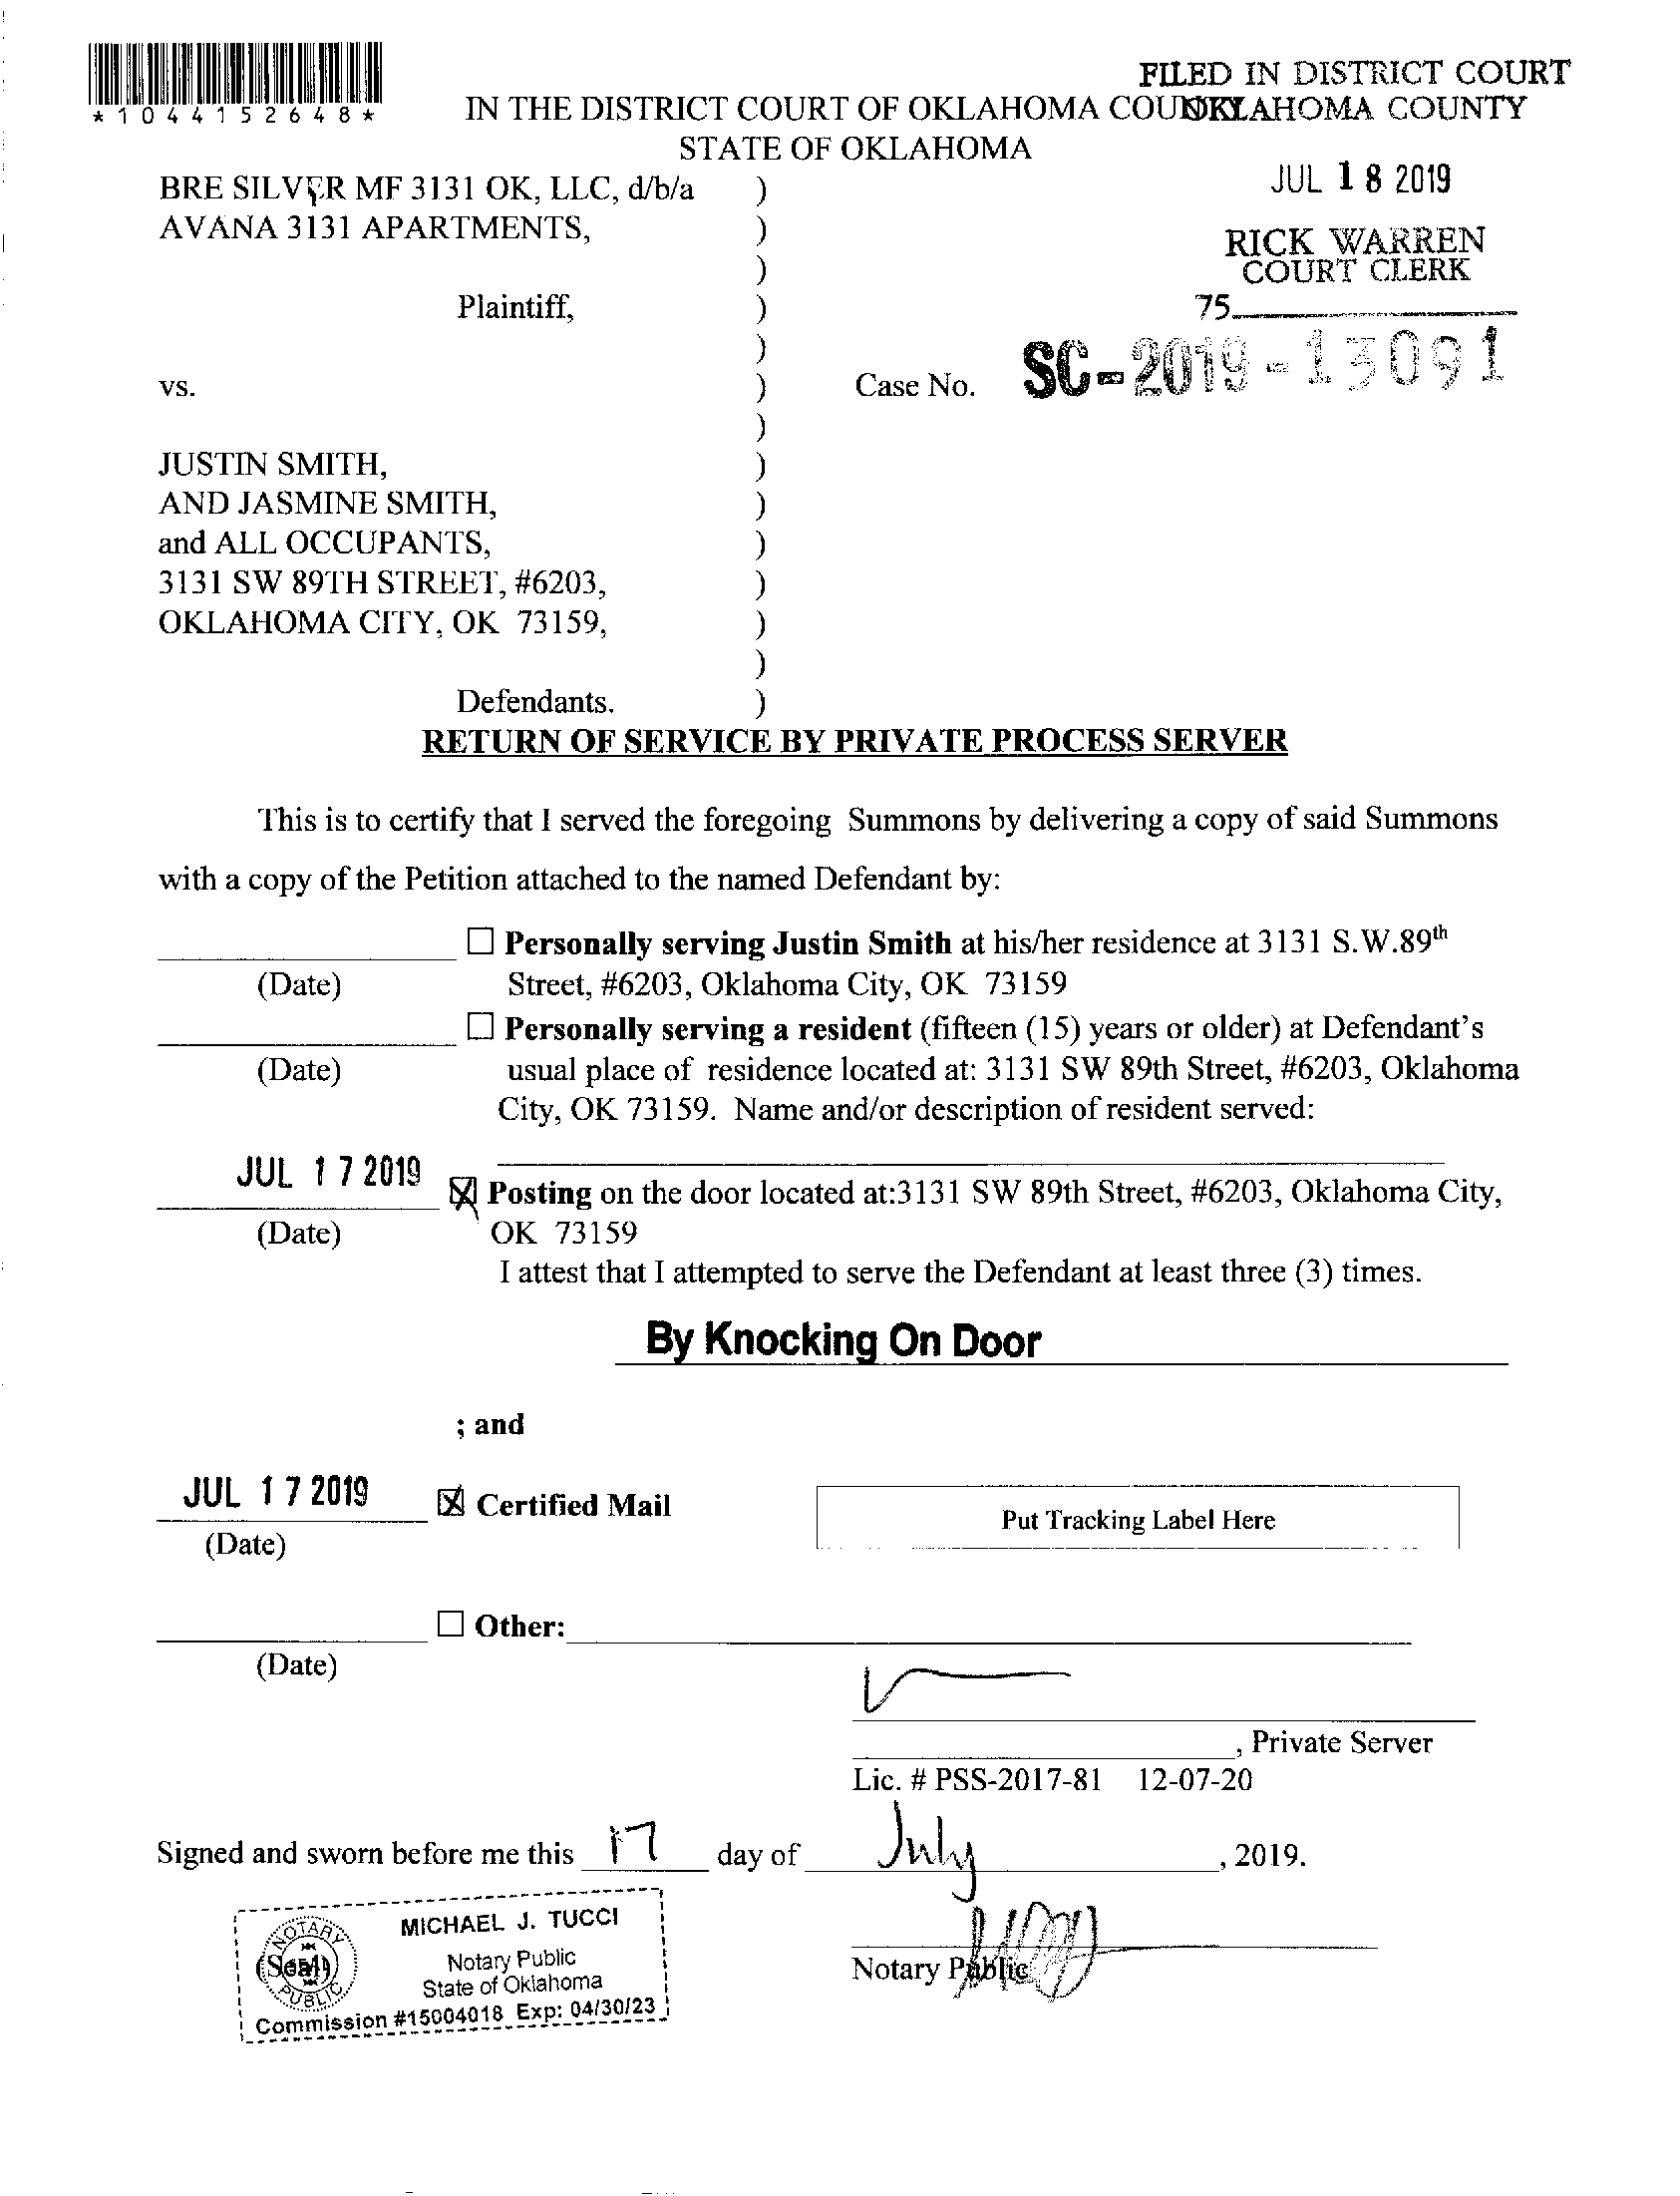 *10441526 48*
FILED IN DISTRICT COURT
OKLAHOMA COUNTY
IN THE DISTRICT COURT OF OKLAHOMA COUN
STATE OF OKLAHOMA
JUL 18 2019
BRE SILVER MF 3131 OK, LLC, d/b/a )
AVANA 3131 APARTMENTS, )
)
RICK WARREN
COURT CLERK
75
Plaintiff, )
)
vs. ) Case No. SC-2019-13091
)
JUSTIN SMITH, )
AND JASMINE SMITH, )
and ALL OCCUPANTS, )
3131 SW 89TH STREET, #6203, )
OKLAHOMA CITY, OK 73159, )
)
Defendants. )
RETURN OF SERVICE BY PRIVATE PROCESS SERVER
This is to certify that I served the foregoing Summons by delivering a copy of said Summons
with a copy of the Petition attached to the named Defendant by:
☐ Personally serving Justin Smith at his/her residence at 3131 S.W.89th
(Date) Street, #6203, Oklahoma City, OK 73159
☐ Personally serving a resident (fifteen (15) years or older) at Defendant's
(Date) usual place of residence located at: 3131 SW 89th Street, #6203, Oklahoma
City, OK 73159. Name and/or description of resident served:
JUL 17 2019
☒ Posting on the door located at:3131 SW 89th Street, #6203, Oklahoma City,
(Date) OK 73159
I attest that I attempted to serve the Defendant at least three (3) times.
By Knocking On Door
; and
JUL 17 2019 ☒ Certified Mail Put Tracking Label Here
(Date)
☐ Other:
(Date)
, Private Server
Lic. # PSS-2017-81 12-07-20
Signed and sworn before me this 17 day of July, 2019.
NOTARY PUBLIC
(Seal)
MICHAEL J. TUCCI
Notary Public
State of Oklahoma
Commission #15004018 Exp: 04/30/23
Notary Public